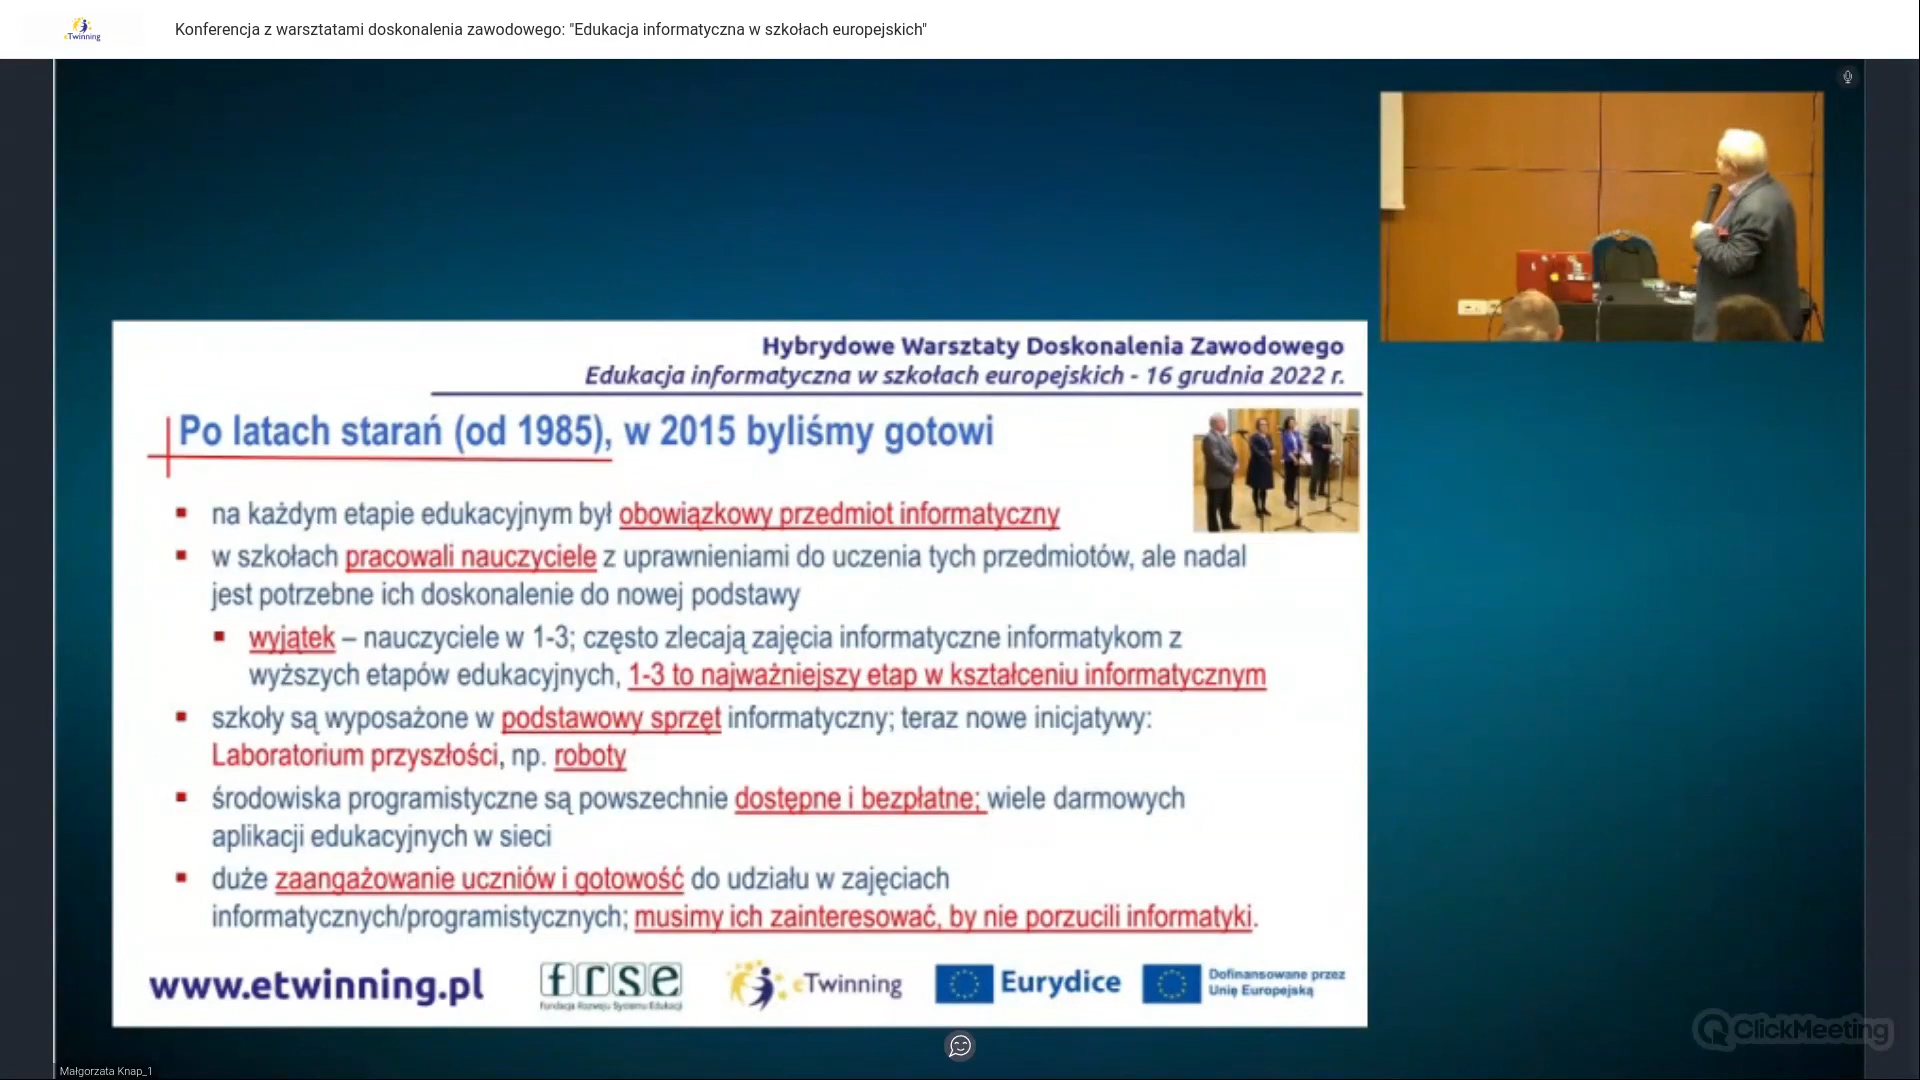 eTwinning
Konferencja z warsztatami doskonalenia zawodowego: "Edukacja informatyczna w szkołach europejskich"
Hybrydowe Warsztaty Doskonalenia Zawodowego
Edukacja informatyczna w szkołach europejskich - 16 grudnia 2022 r.
Po latach starań (od 1985), w 2015 byliśmy gotowi
na każdym etapie edukacyjnym był obowiązkowy przedmiot informatyczny
w szkołach pracowali nauczyciele z uprawnieniami do uczenia tych przedmiotów, ale nadal
jest potrzebne ich doskonalenie do nowej podstawy
wyjątek – nauczyciele w 1-3; często zlecają zajęcia informatyczne informatykom z
wyższych etapów edukacyjnych, 1-3 to najważniejszy etap w kształceniu informatycznym
szkoły są wyposażone w podstawowy sprzęt informatyczny; teraz nowe inicjatywy:
Laboratorium przyszłości, np. roboty
środowiska programistyczne są powszechnie dostępne i bezpłatne; wiele darmowych
aplikacji edukacyjnych w sieci
duże zaangażowanie uczniów i gotowość do udziału w zajęciach
informatycznych/programistycznych; musimy ich zainteresować, by nie porzucili informatyki.
www.etwinning.pl
frse
Fundacja Rozwoju Systemu Edukacji
eTwinning
Eurydice
Dofinansowane przez
Unię Europejską
ClickMeeting
Małgorzata Knap_1